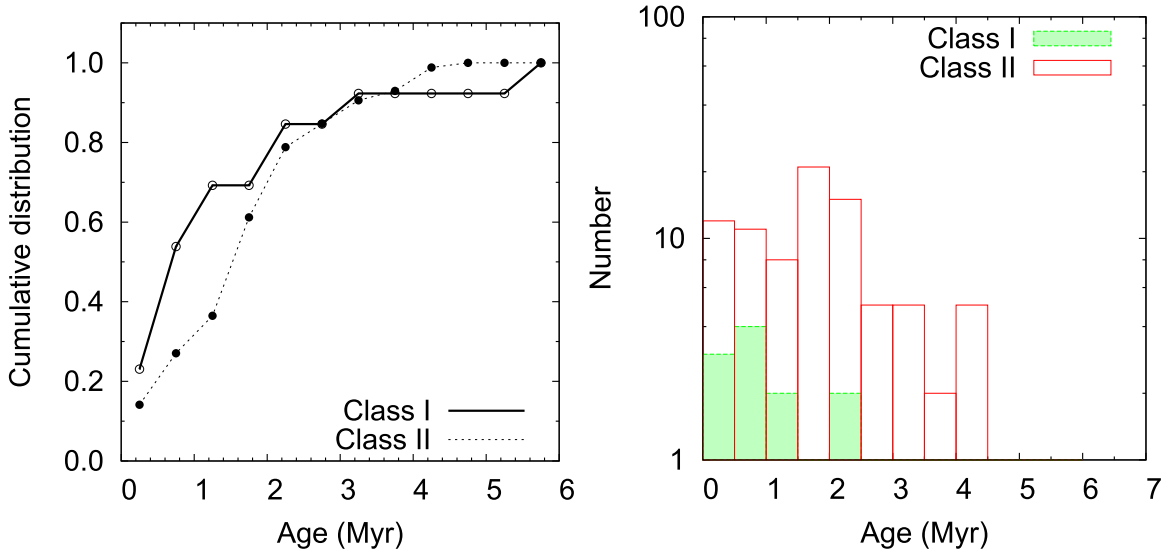 Cumulative distribution
1.0
0.8
0.6
0.4
0.2
0.0
Class I
Class II
0 1 2 3 4 5 6
Age (Myr)
Number
100
10
1
Class I
Class II
0 1 2 3 4 5 6 7
Age (Myr)